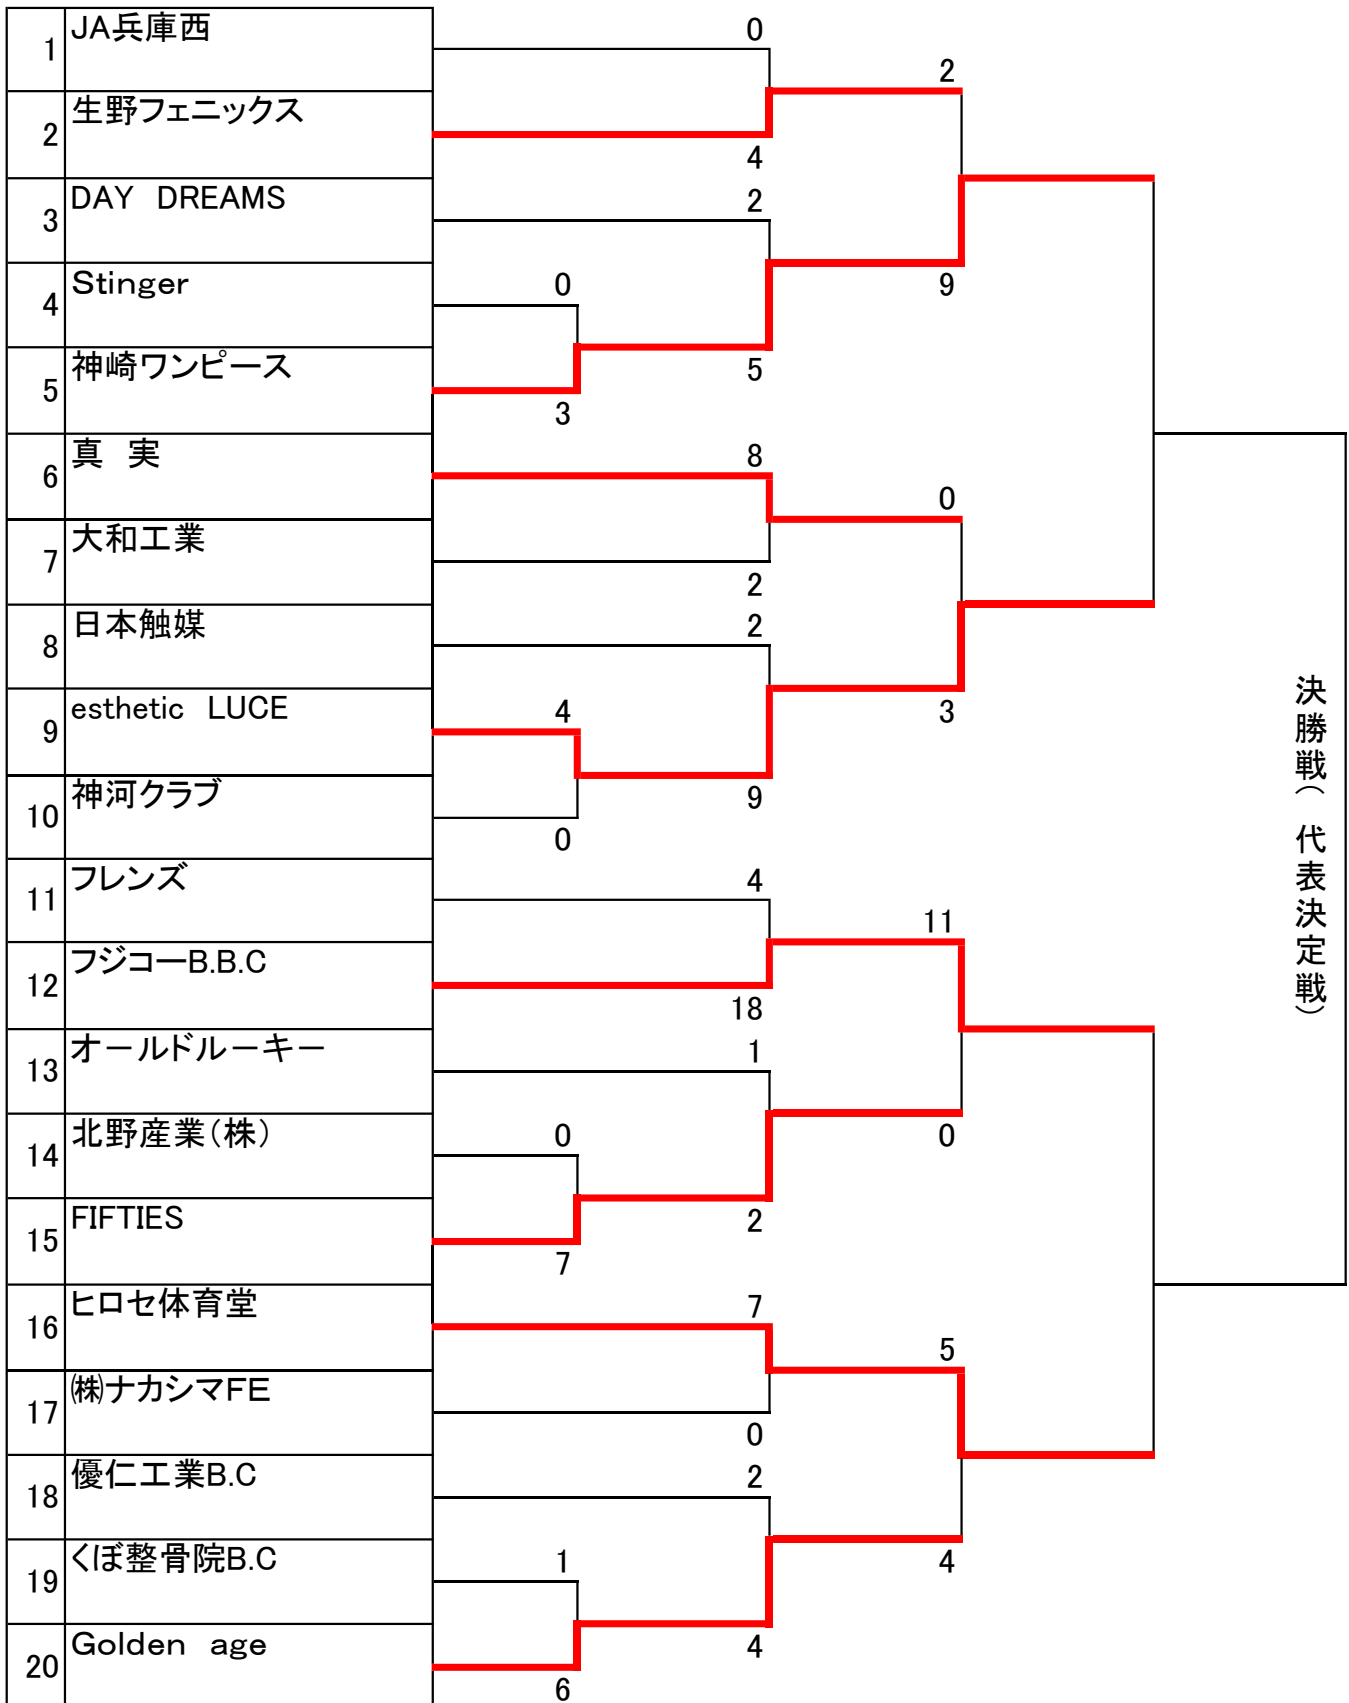 1 JA兵庫西
0
2
2 生野フェニックス
4
3 DAY DREAMS
2
9
4 Stinger
0
5 神崎ワンピース
5
3
6 真 実
8
0
7 大和工業
2
8 日本触媒
2
3
9 esthetic LUCE
4
10 神河クラブ
9
0
11 フレンズ
4
11
12 フジコーB.B.C
18
13 オールドルーキー
1
0
14 北野産業(株)
0
15 FIFTIES
2
7
16 ヒロセ体育堂
7
5
17 ㈱ナカシマFE
0
18 優仁工業B.C
2
4
19 くぼ整骨院B.C
1
20 Golden age
4
6
決勝戦(代表決定戦)